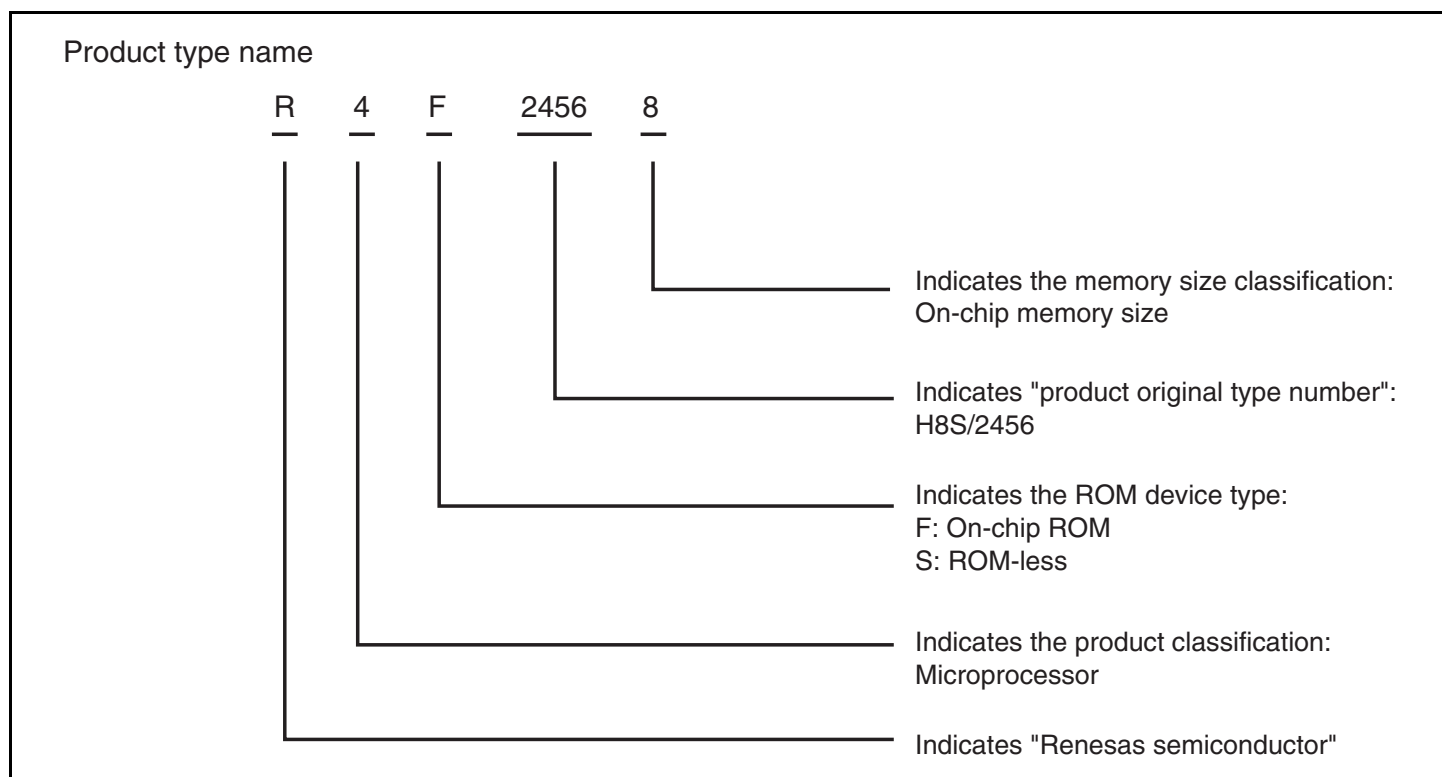 Product type name
R 4 F 2456 8
Indicates the memory size classification:
On-chip memory size
Indicates "product original type number":
H8S/2456
Indicates the ROM device type:
F: On-chip ROM
S: ROM-less
Indicates the product classification:
Microprocessor
Indicates "Renesas semiconductor"